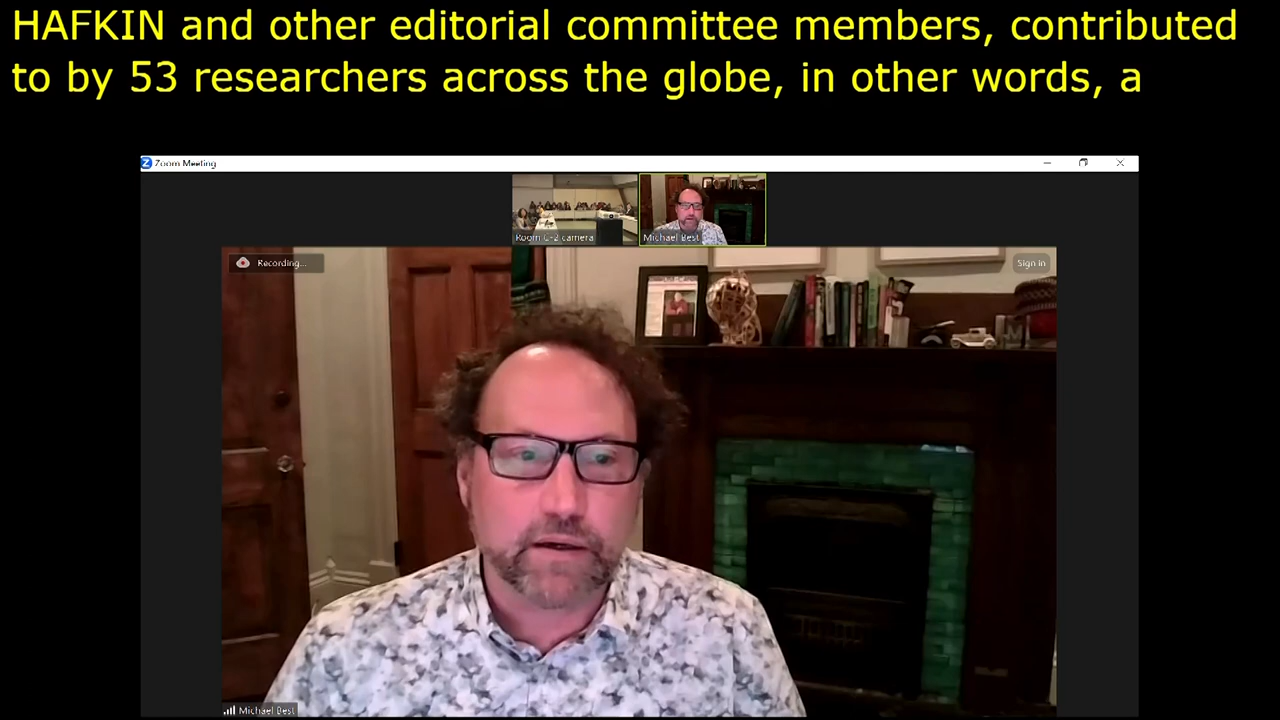 HAFKIN and other editorial committee members, contributed
to by 53 researchers across the globe, in other words, a
Zoom Meeting
Room C-2 camera
Michael Best
Recording...
Sign in
Michael Best